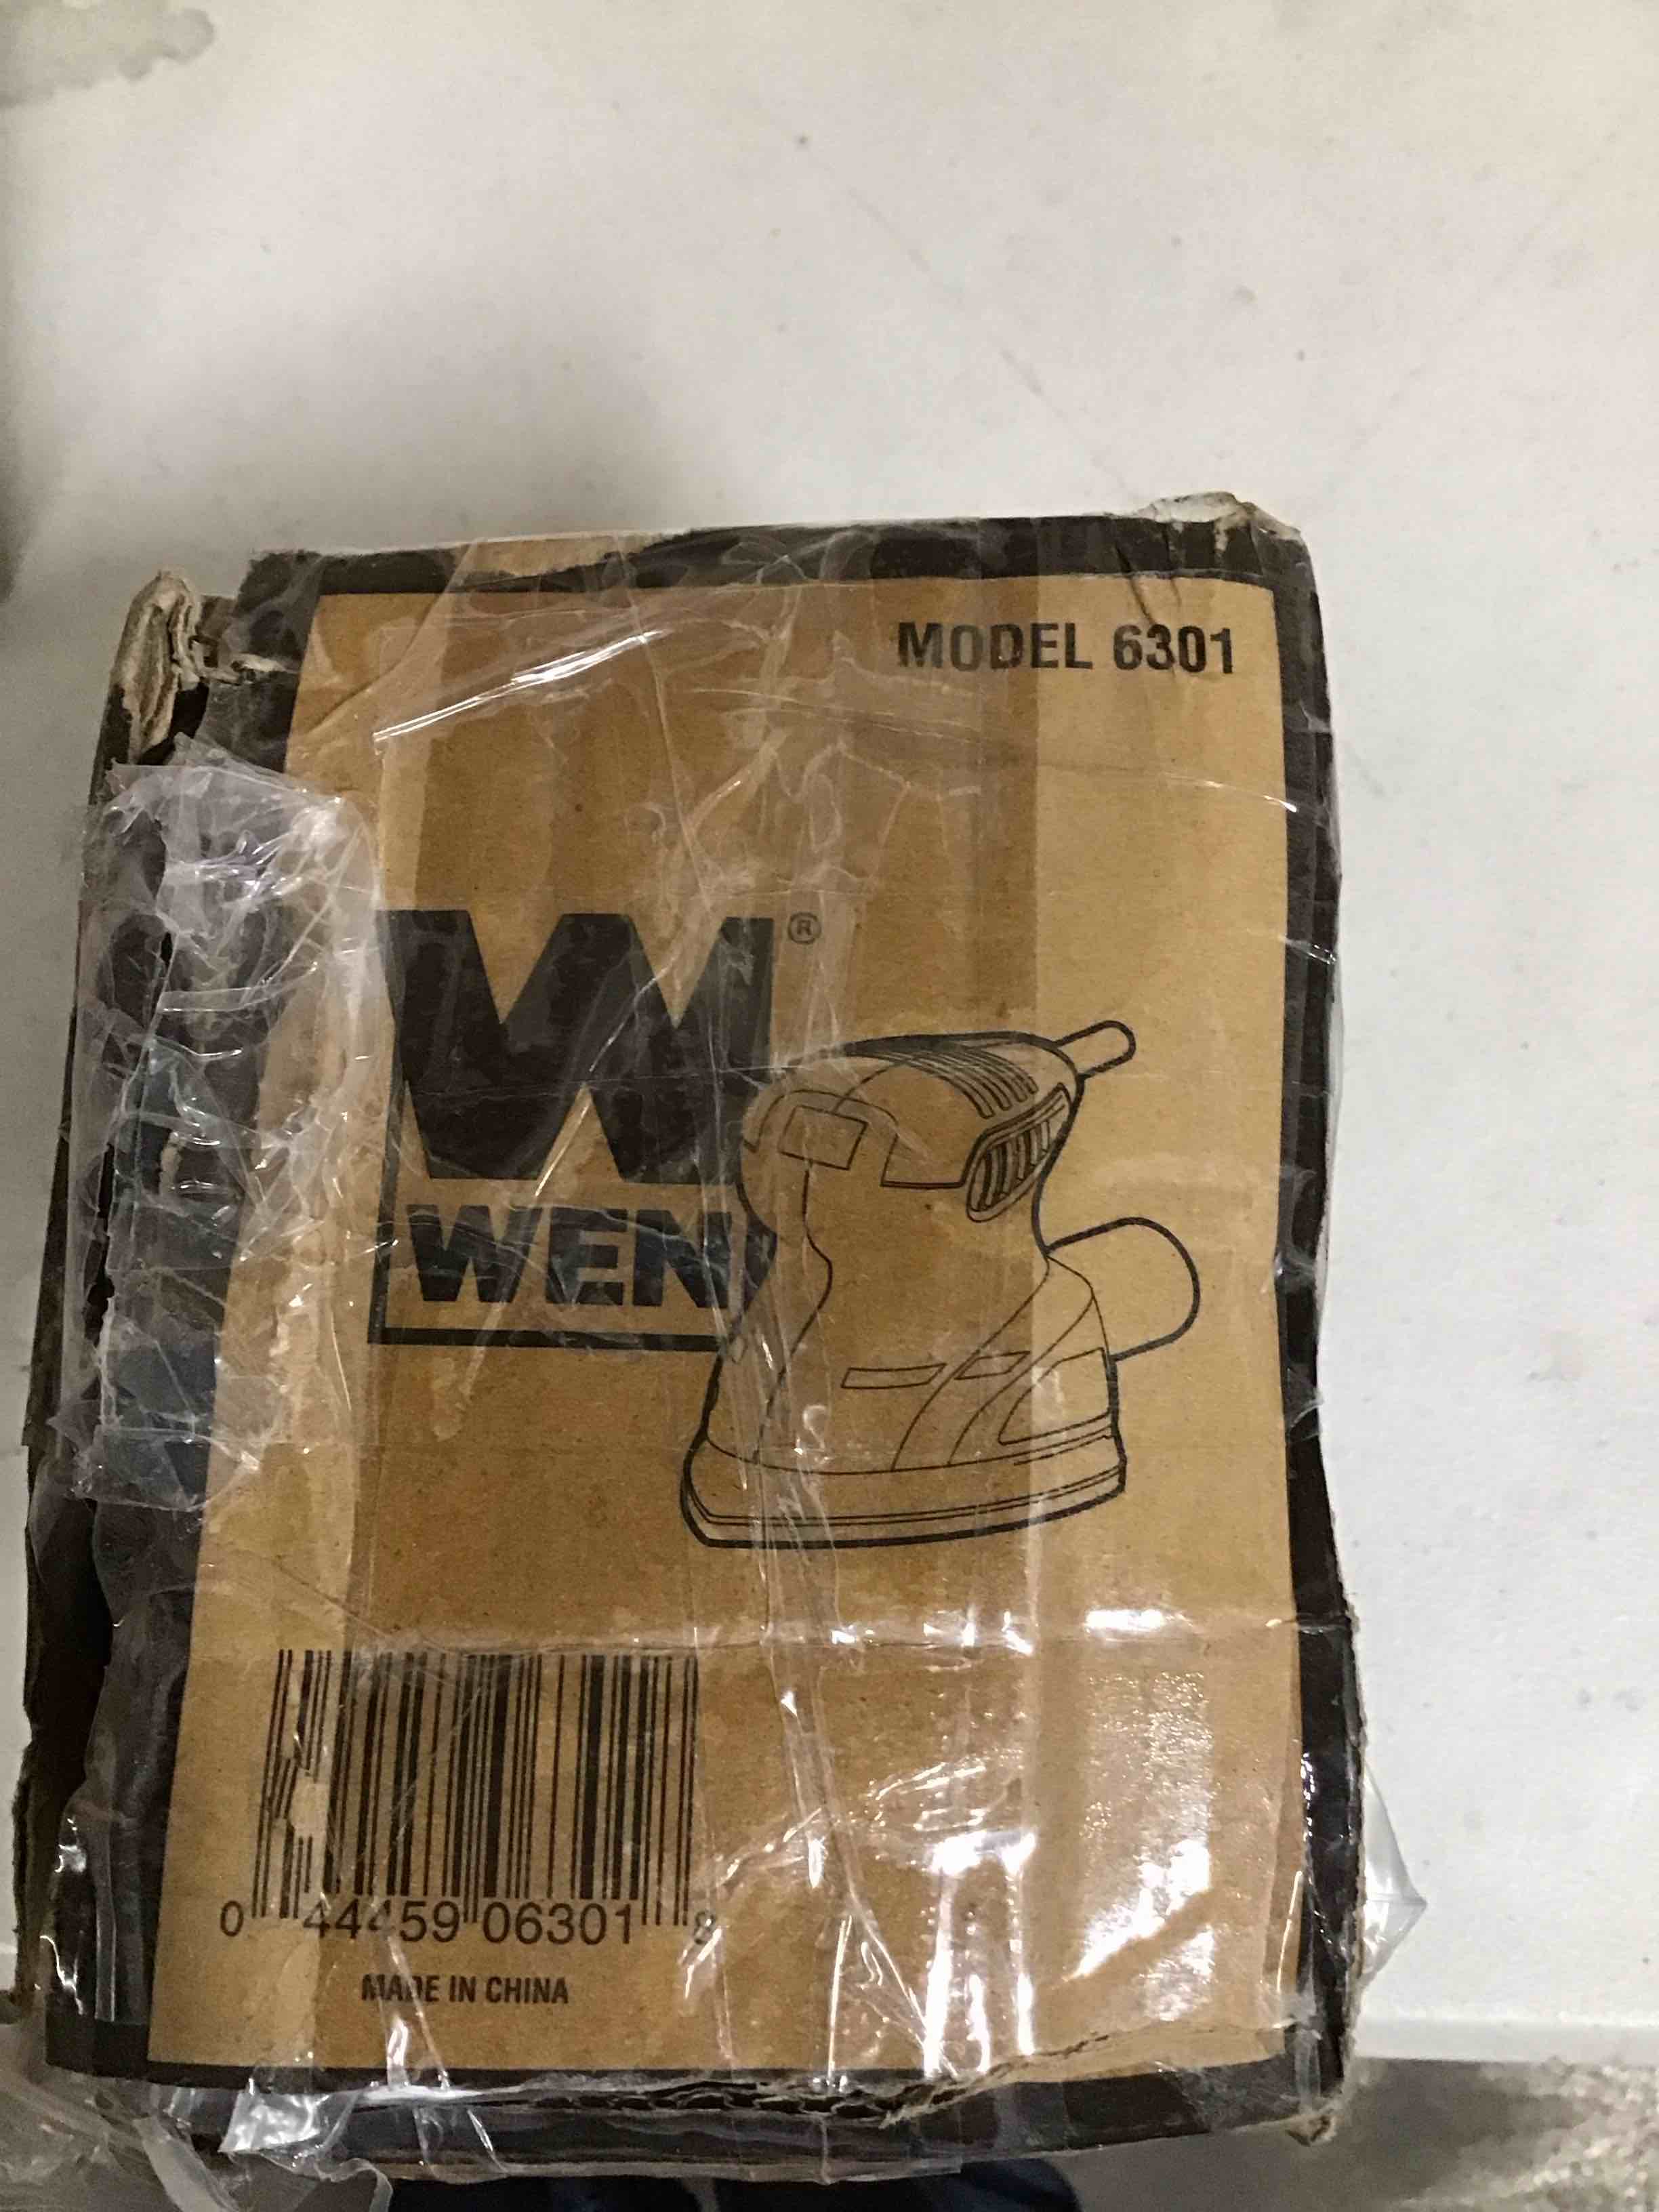 MODEL 6301
W®
WEN
0 44459 06301 8
MADE IN CHINA